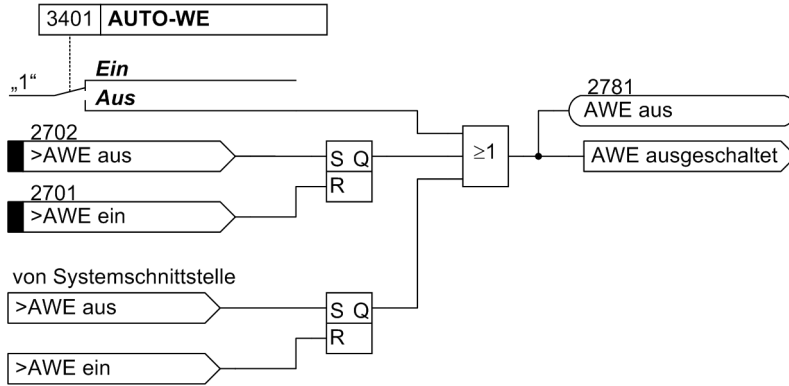 3401 AUTO-WE
„1“
Ein
Aus
2702
>AWE aus
2701
>AWE ein
S Q
R
≥1
2781
AWE aus
AWE ausgeschaltet
von Systemschnittstelle
>AWE aus
>AWE ein
S Q
R